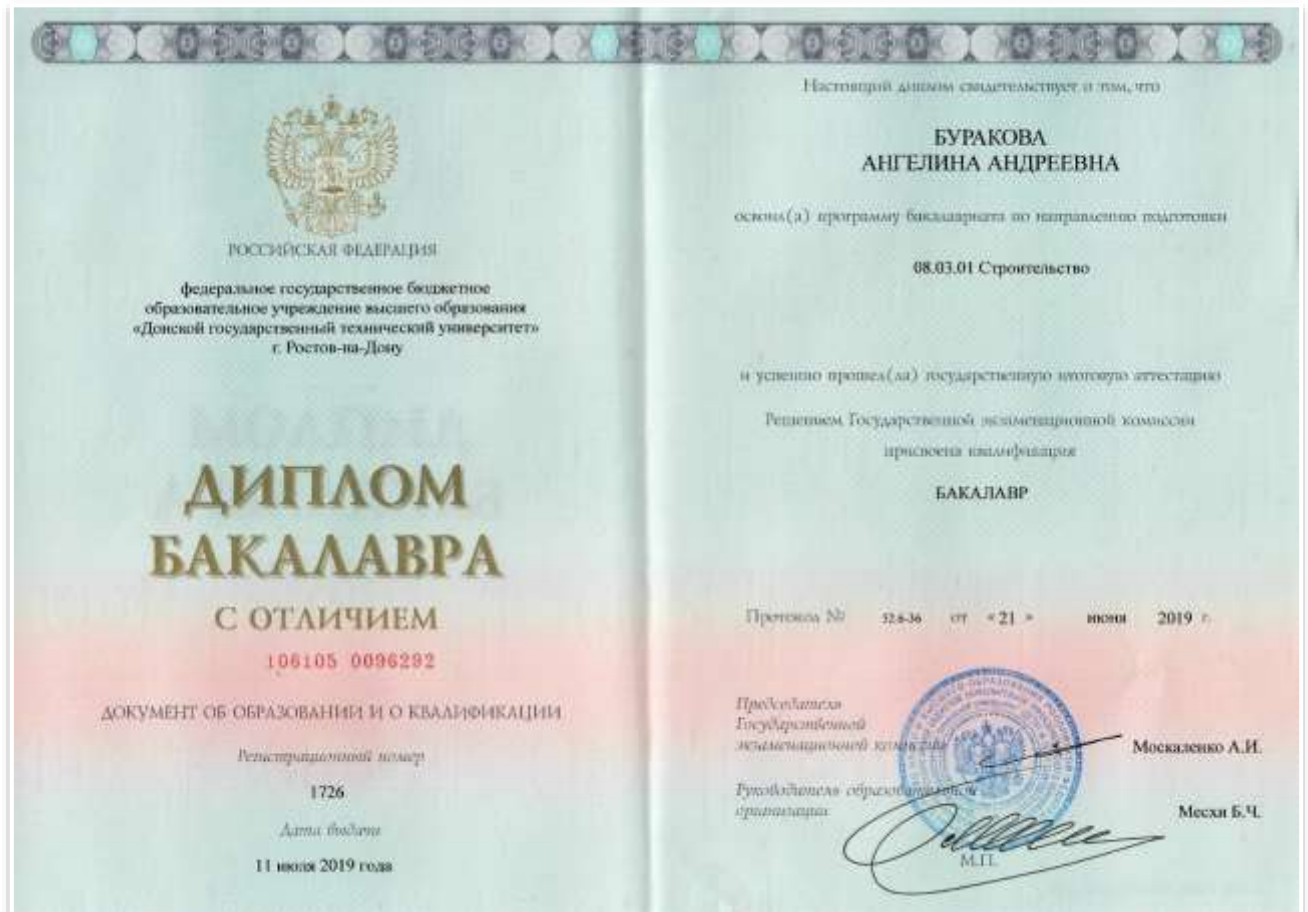 РОССИЙСКАЯ ФЕДЕРАЦИЯ
федеральное государственное бюджетное
образовательное учреждение высшего образования
«Донской государственный технический университет»
г. Ростов-на-Дону
ДИПЛОМ
БАКАЛАВРА
С ОТЛИЧИЕМ
106105 0096292
ДОКУМЕНТ ОБ ОБРАЗОВАНИИ И О КВАЛИФИКАЦИИ
Регистрационный номер
1726
Дата выдачи
11 июля 2019 года
Настоящий диплом свидетельствует о том, что
БУРАКОВА
АНГЕЛИНА АНДРЕЕВНА
освоил(а) программу бакалавриата по направлению подготовки
08.03.01 Строительство
и успешно прошел(ла) государственную итоговую аттестацию
Решением Государственной экзаменационной комиссии
присвоена квалификация
БАКАЛАВР
Протокол № 52.6-36 от «21» июня 2019 г.
Председатель
Государственной
экзаменационной комиссии
Москаленко А.И.
Руководитель образовательной
организации
Месхи Б.Ч.
М.П.